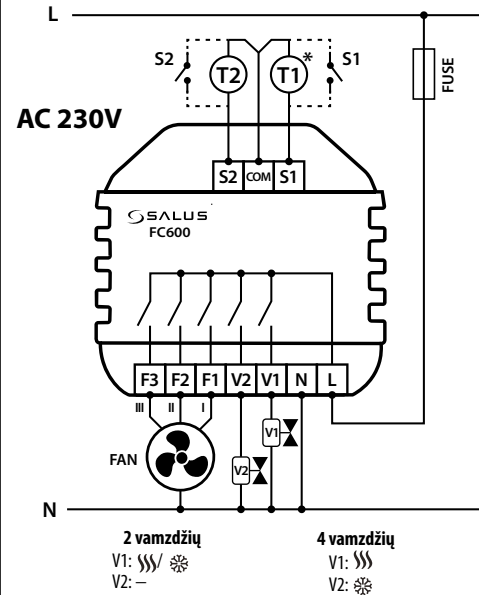 L
S2 T2 T1 * S1
FUSE
AC 230V
S2 COM S1
SALUS
FC600
F3 F2 F1 V2 V1 N L
III II I
V1
FAN
V2
N
2 vamzdžių
V1: /
V2: –
4 vamzdžių
V1:
V2: